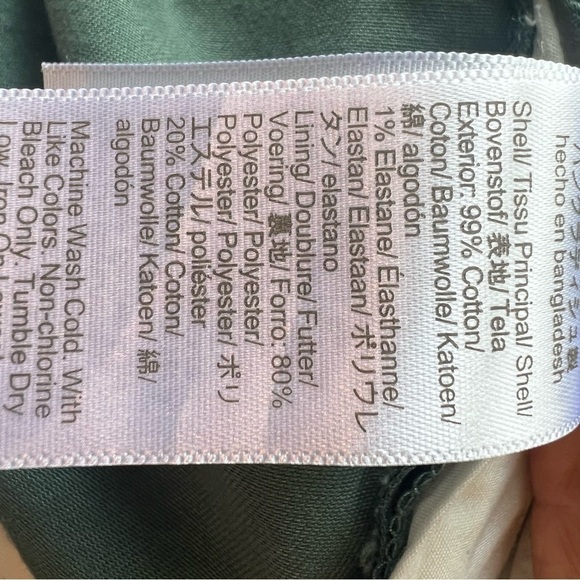 hecho en bangladesh
Shell/ Tissu Principal/ Shell/
Bovenstof/ 表地/ Tela
Exterior: 99% Cotton/
Coton/ Baumwolle/ Katoen/
綿/ algodón
1% Elastane/ Élasthanne/
Elastan/ Elastaan/ ポリウレ
タン/ elastano
Lining/ Doublure/ Futter/
Voering/ 裏地/ Forro: 80%
Polyester/ Polyester/
Polyester/ Polyester/ ポリ
エステル/ poliéster
20% Cotton/ Coton/
Baumwolle/ Katoen/ 綿/
algodón
Machine Wash Cold. With
Like Colors. Non-chlorine
Bleach Only. Tumble Dry